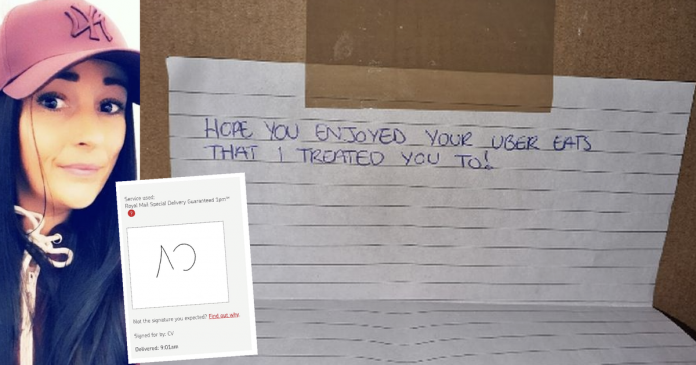 HOPE YOU ENJOYED YOUR UBER EATS
THAT I TREATED YOU TO!
Service used:
Royal Mail Special Delivery Guaranteed 1pm®
Not the signature you expected? Find out why.
Signed for by: CV
Delivered: 9:01am